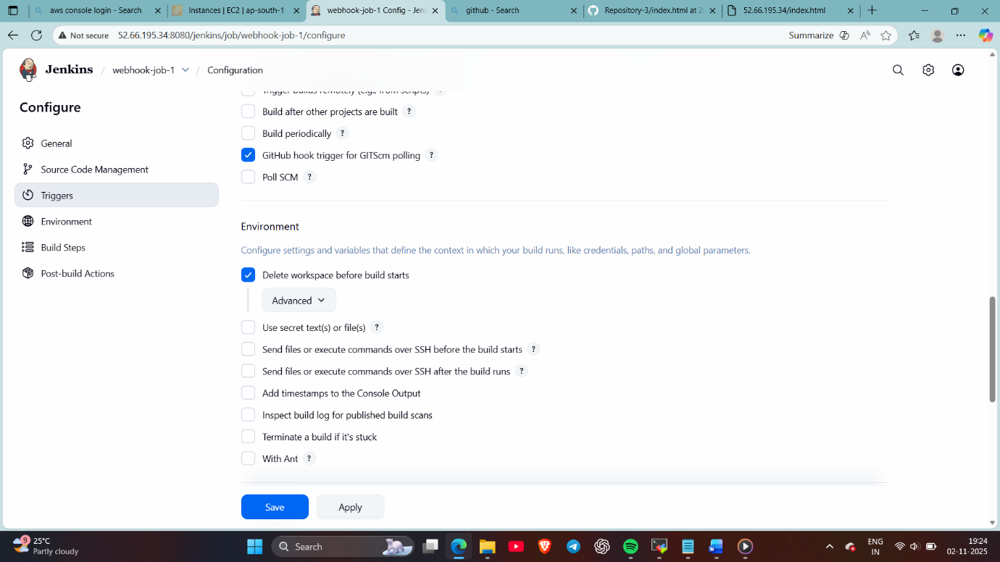 aws console login - Search
Instances | EC2 | ap-south-1
webhook-job-1 Config - Jen
github - Search
Repository-3/index.html at 2
52.66.195.34/index.html
Not secure
52.66.195.34:8080/jenkins/job/webhook-job-1/configure
Summarize
Jenkins / webhook-job-1 / Configuration
Configure
General
Source Code Management
Triggers
Environment
Build Steps
Post-build Actions
Trigger builds remotely (e.g., from scripts) ?
Build after other projects are built ?
Build periodically ?
GitHub hook trigger for GITScm polling ?
Poll SCM ?
Environment
Configure settings and variables that define the context in which your build runs, like credentials, paths, and global parameters.
Delete workspace before build starts
Advanced
Use secret text(s) or file(s) ?
Send files or execute commands over SSH before the build starts ?
Send files or execute commands over SSH after the build runs ?
Add timestamps to the Console Output
Inspect build log for published build scans
Terminate a build if it's stuck
With Ant ?
Save
Apply
9
25°C
Partly cloudy
Search
ENG
IN
19:24
02-11-2025